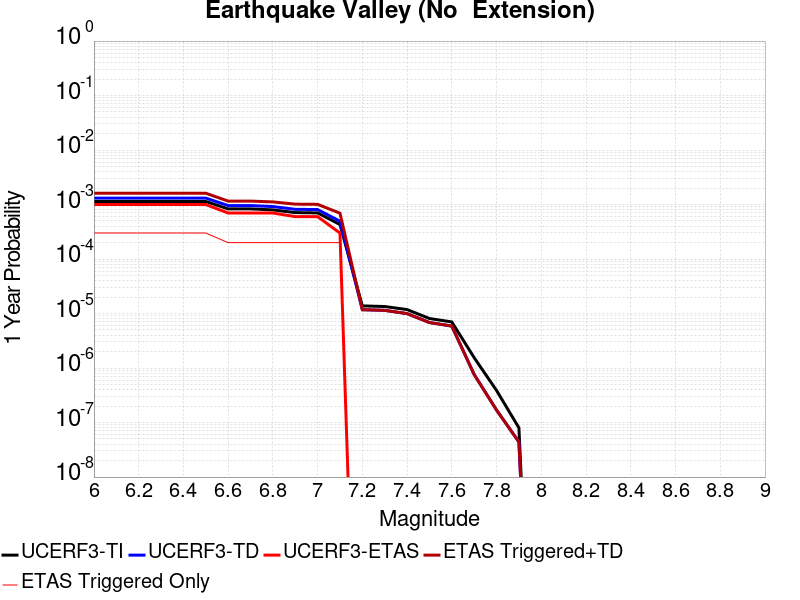 Earthquake Valley (No  Extension)
10^0
10^-1
10^-2
10^-3
10^-4
10^-5
10^-6
10^-7
10^-8
1 Year Probability
6 6.2 6.4 6.6 6.8 7 7.2 7.4 7.6 7.8 8 8.2 8.4 8.6 8.8 9
Magnitude
UCERF3-TI UCERF3-TD UCERF3-ETAS ETAS Triggered+TD
ETAS Triggered Only